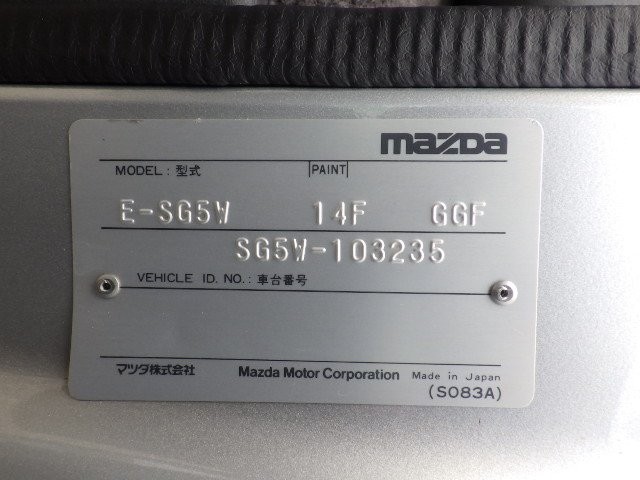 mazda
MODEL : 型式 PAINT
E-SG5W 14F GGF
SG5W-103235
VEHICLE ID. NO. : 車台番号
マツダ株式会社 Mazda Motor Corporation Made in Japan
(S083A)